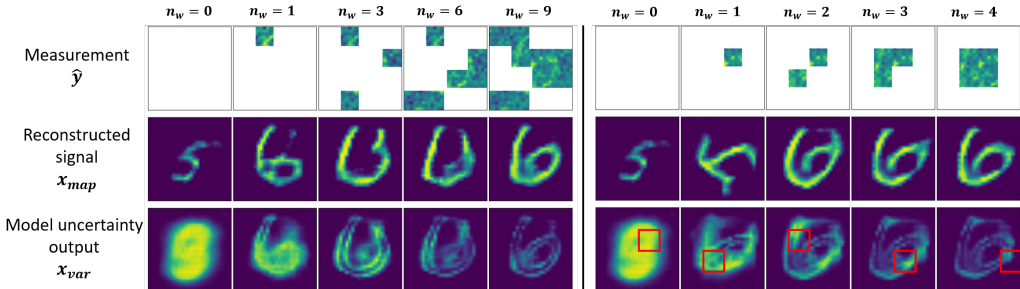 n_w = 0 n_w = 1 n_w = 3 n_w = 6 n_w = 9 n_w = 0 n_w = 1 n_w = 2 n_w = 3 n_w = 4
Measurement
ŷ
Reconstructed
signal
x_map
Model uncertainty
output
x_var